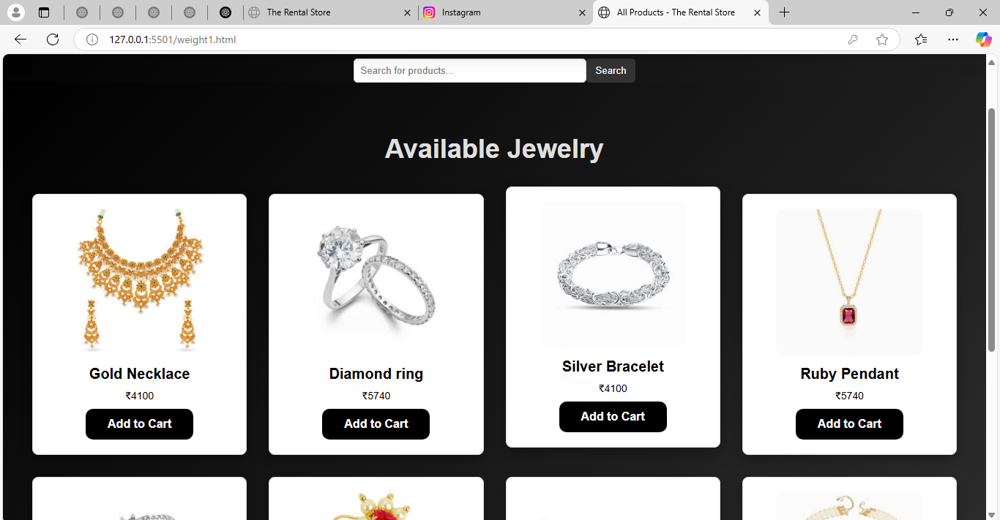 The Rental Store
Instagram
All Products - The Rental Store
127.0.0.1:5501/weight1.html
Search for products...
Search
Available Jewelry
Gold Necklace
₹4100
Add to Cart
Diamond ring
₹5740
Add to Cart
Silver Bracelet
₹4100
Add to Cart
Ruby Pendant
₹5740
Add to Cart